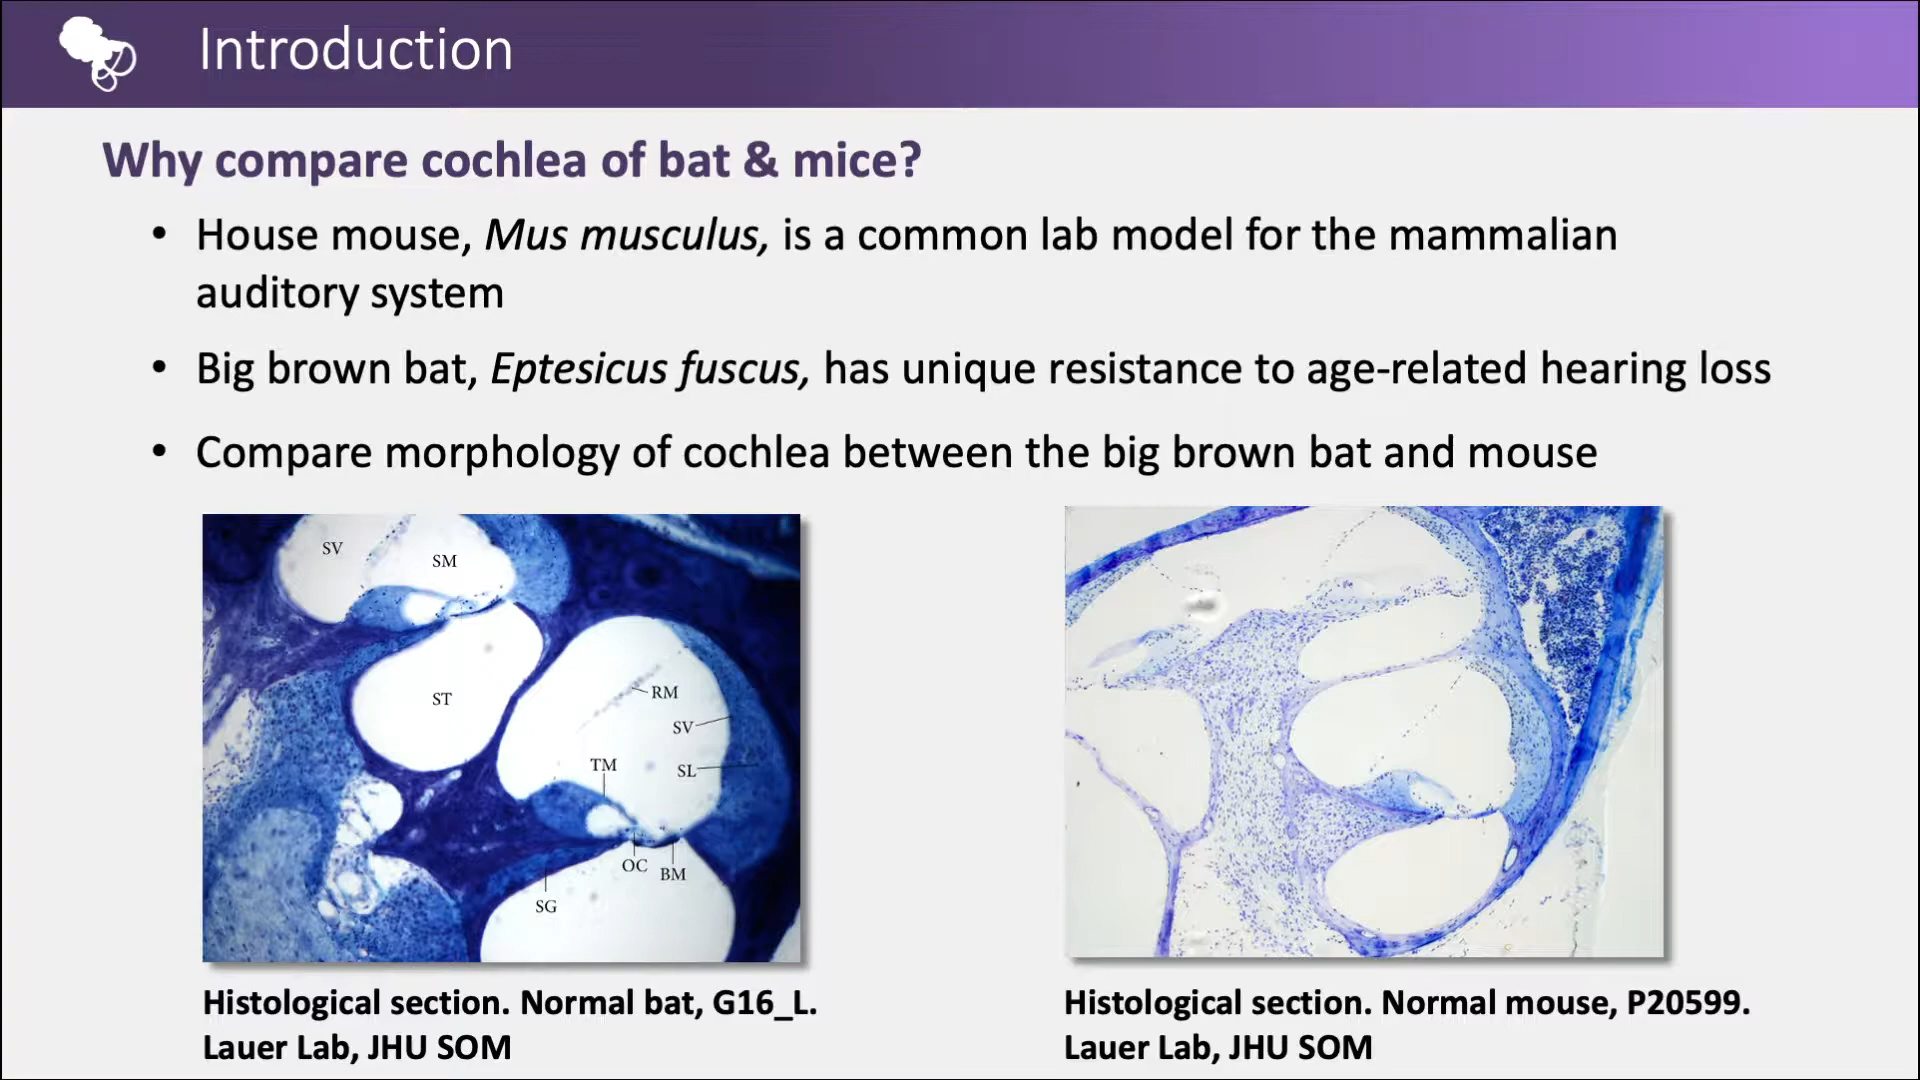 Introduction
Why compare cochlea of bat & mice?
• House mouse, Mus musculus, is a common lab model for the mammalian
auditory system
• Big brown bat, Eptesicus fuscus, has unique resistance to age-related hearing loss
• Compare morphology of cochlea between the big brown bat and mouse
SV
SM
ST
RM
SV
TM
SL
OC
BM
SG
Histological section. Normal bat, G16_L.
Lauer Lab, JHU SOM
Histological section. Normal mouse, P20599.
Lauer Lab, JHU SOM